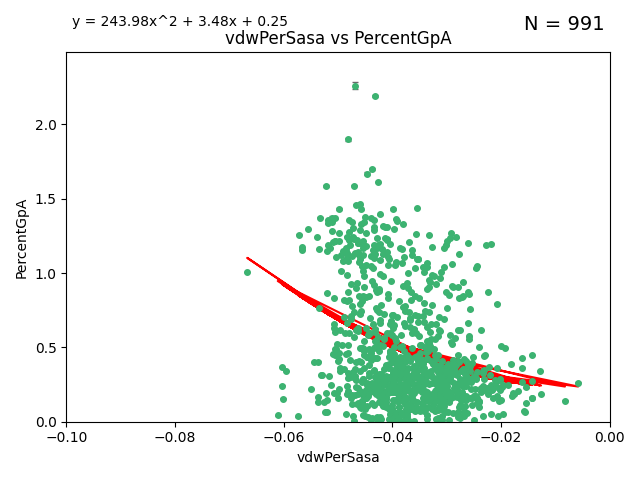 y = 243.98x^2 + 3.48x + 0.25
N = 991
vdwPerSasa vs PercentGpA
PercentGpA
2.0
1.5
1.0
0.5
0.0
−0.10 −0.08 −0.06 −0.04 −0.02 0.00
vdwPerSasa